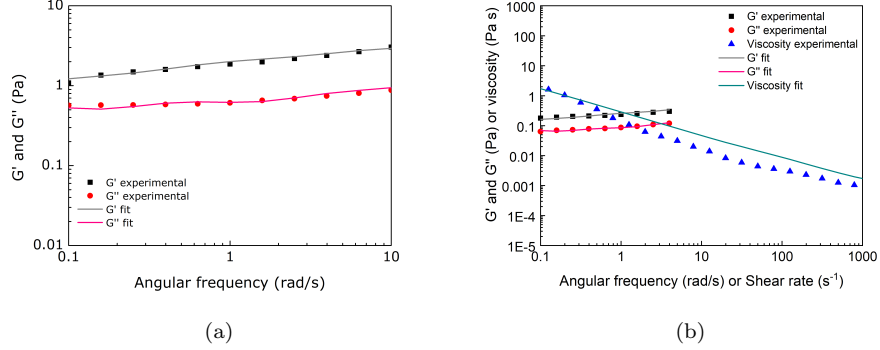 10
1
0.1
0.01
0.1
1
10
G' and G'' (Pa)
Angular frequency (rad/s)
G' experimental
G'' experimental
G' fit
G'' fit
(a)
1000
100
10
1
0.1
0.01
0.001
1E-4
1E-5
0.1
1
10
100
1000
G' and G'' (Pa) or viscosity (Pa s)
Angular frequency (rad/s) or Shear rate (s⁻¹)
G' experimental
G'' experimental
Viscosity experimental
G' fit
G'' fit
Viscosity fit
(b)